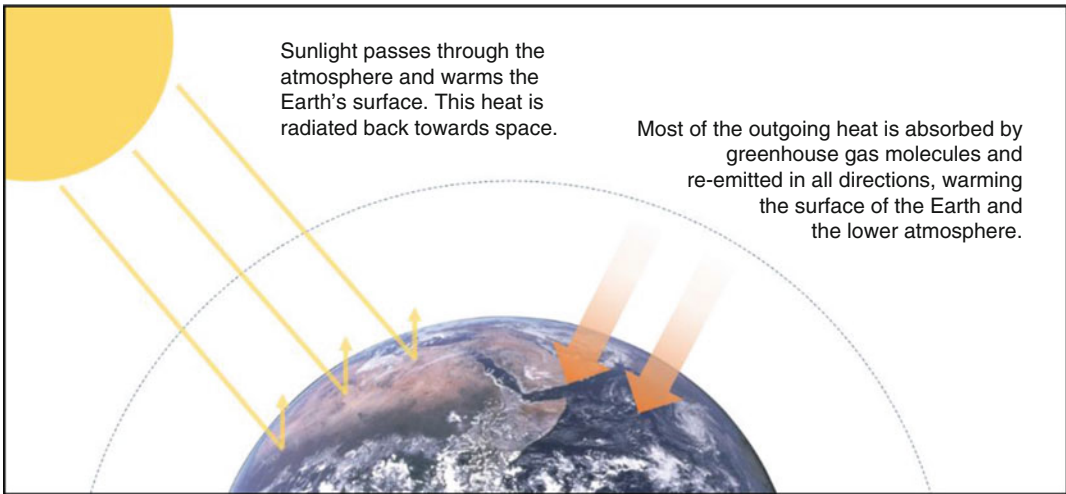 Sunlight passes through the
atmosphere and warms the
Earth's surface. This heat is
radiated back towards space.
Most of the outgoing heat is absorbed by
greenhouse gas molecules and
re-emitted in all directions, warming
the surface of the Earth and
the lower atmosphere.